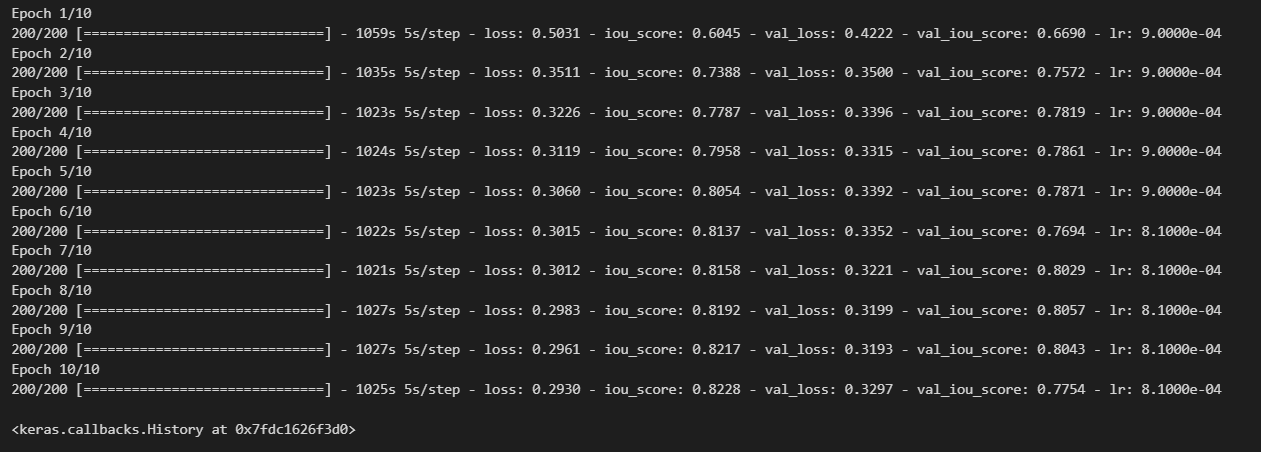 Epoch 1/10
200/200 [==============================] - 1059s 5s/step - loss: 0.5031 - iou_score: 0.6045 - val_loss: 0.4222 - val_iou_score: 0.6690 - lr: 9.0000e-04
Epoch 2/10
200/200 [==============================] - 1035s 5s/step - loss: 0.3511 - iou_score: 0.7388 - val_loss: 0.3500 - val_iou_score: 0.7572 - lr: 9.0000e-04
Epoch 3/10
200/200 [==============================] - 1023s 5s/step - loss: 0.3226 - iou_score: 0.7787 - val_loss: 0.3396 - val_iou_score: 0.7819 - lr: 9.0000e-04
Epoch 4/10
200/200 [==============================] - 1024s 5s/step - loss: 0.3119 - iou_score: 0.7958 - val_loss: 0.3315 - val_iou_score: 0.7861 - lr: 9.0000e-04
Epoch 5/10
200/200 [==============================] - 1023s 5s/step - loss: 0.3060 - iou_score: 0.8054 - val_loss: 0.3392 - val_iou_score: 0.7871 - lr: 9.0000e-04
Epoch 6/10
200/200 [==============================] - 1022s 5s/step - loss: 0.3015 - iou_score: 0.8137 - val_loss: 0.3352 - val_iou_score: 0.7694 - lr: 8.1000e-04
Epoch 7/10
200/200 [==============================] - 1021s 5s/step - loss: 0.3012 - iou_score: 0.8158 - val_loss: 0.3221 - val_iou_score: 0.8029 - lr: 8.1000e-04
Epoch 8/10
200/200 [==============================] - 1027s 5s/step - loss: 0.2983 - iou_score: 0.8192 - val_loss: 0.3199 - val_iou_score: 0.8057 - lr: 8.1000e-04
Epoch 9/10
200/200 [==============================] - 1027s 5s/step - loss: 0.2961 - iou_score: 0.8217 - val_loss: 0.3193 - val_iou_score: 0.8043 - lr: 8.1000e-04
Epoch 10/10
200/200 [==============================] - 1025s 5s/step - loss: 0.2930 - iou_score: 0.8228 - val_loss: 0.3297 - val_iou_score: 0.7754 - lr: 8.1000e-04
<keras.callbacks.History at 0x7fdc1626f3d0>